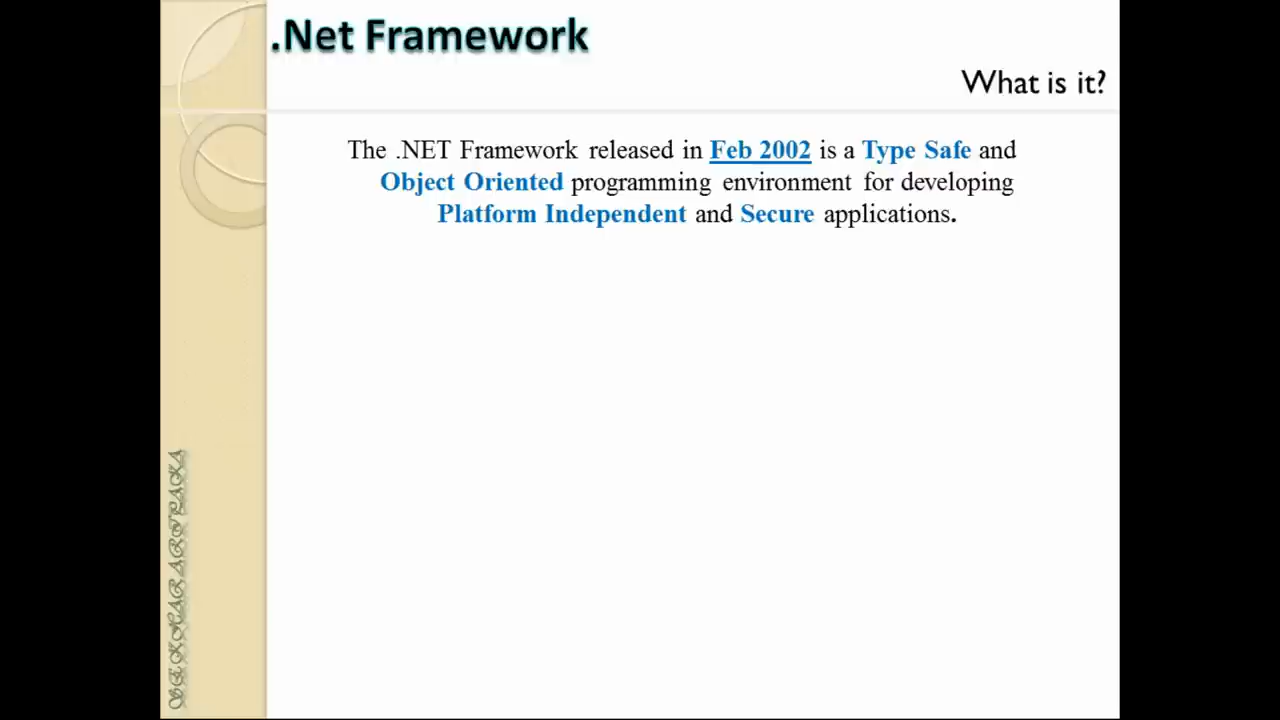 .Net Framework
What is it?
The .NET Framework released in Feb 2002 is a Type Safe and
Object Oriented programming environment for developing
Platform Independent and Secure applications.